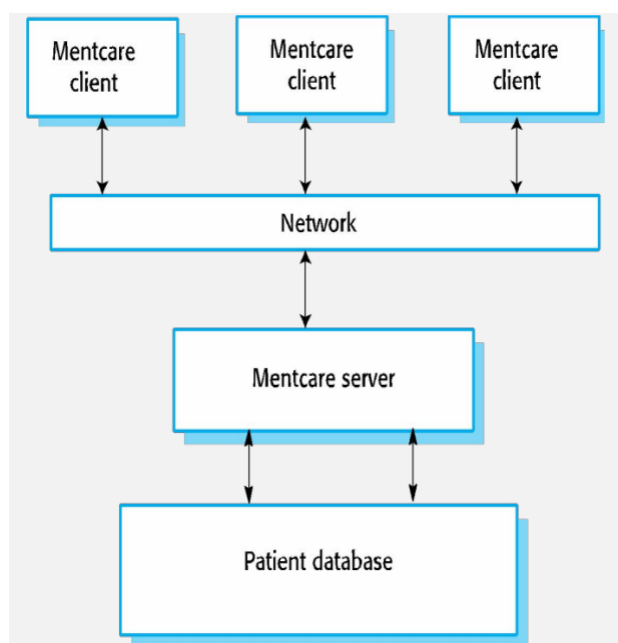 Mentcare
client
Mentcare
client
Mentcare
client
Network
Mentcare server
Patient database